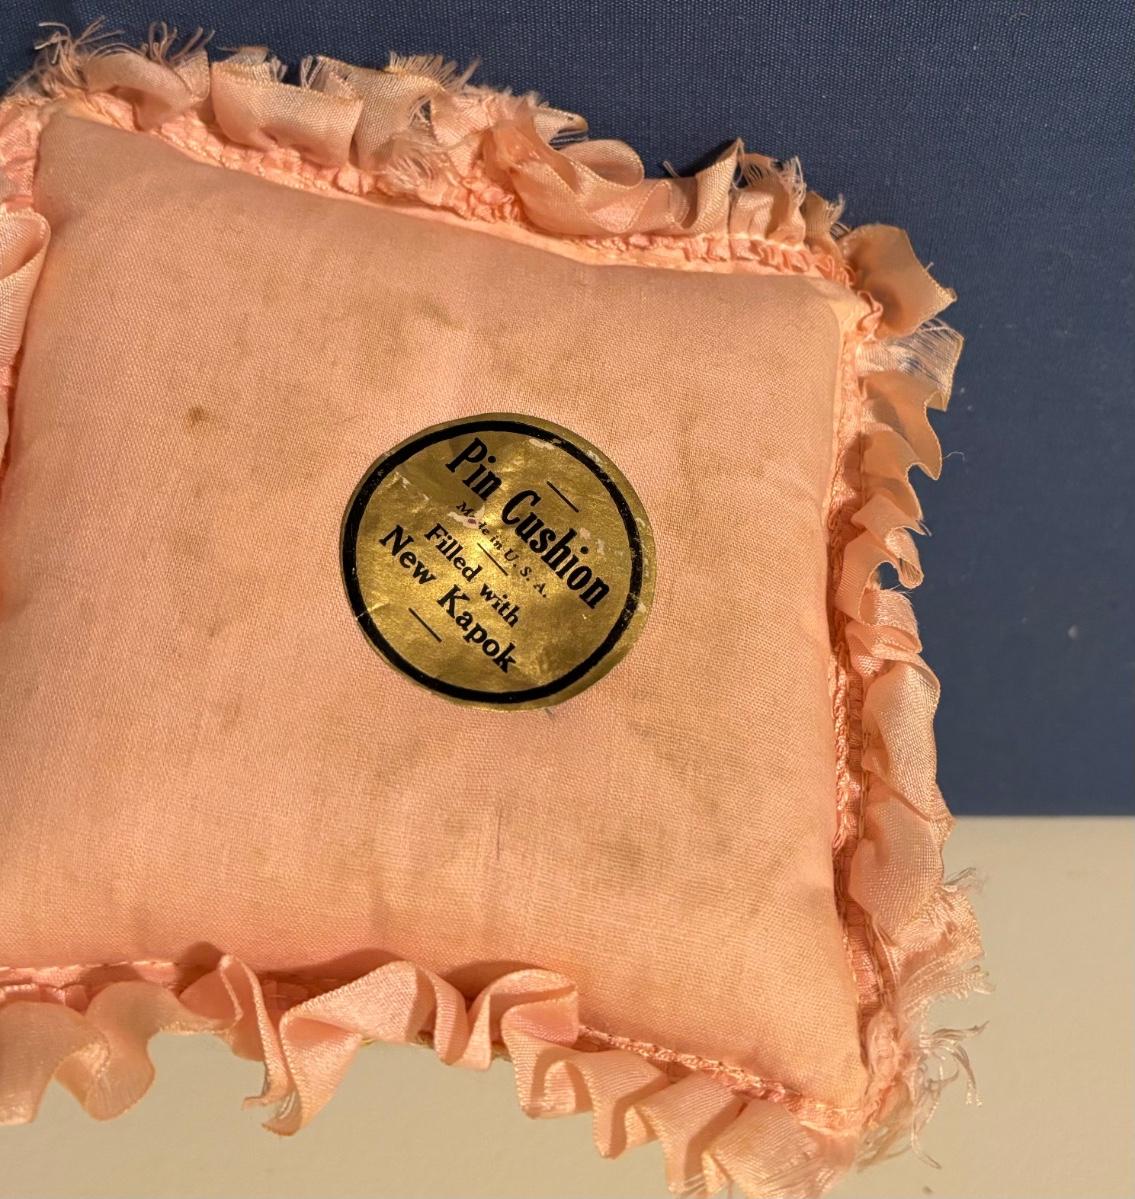 Pin Cushion
Made in U. S. A.
Filled with
New Kapok